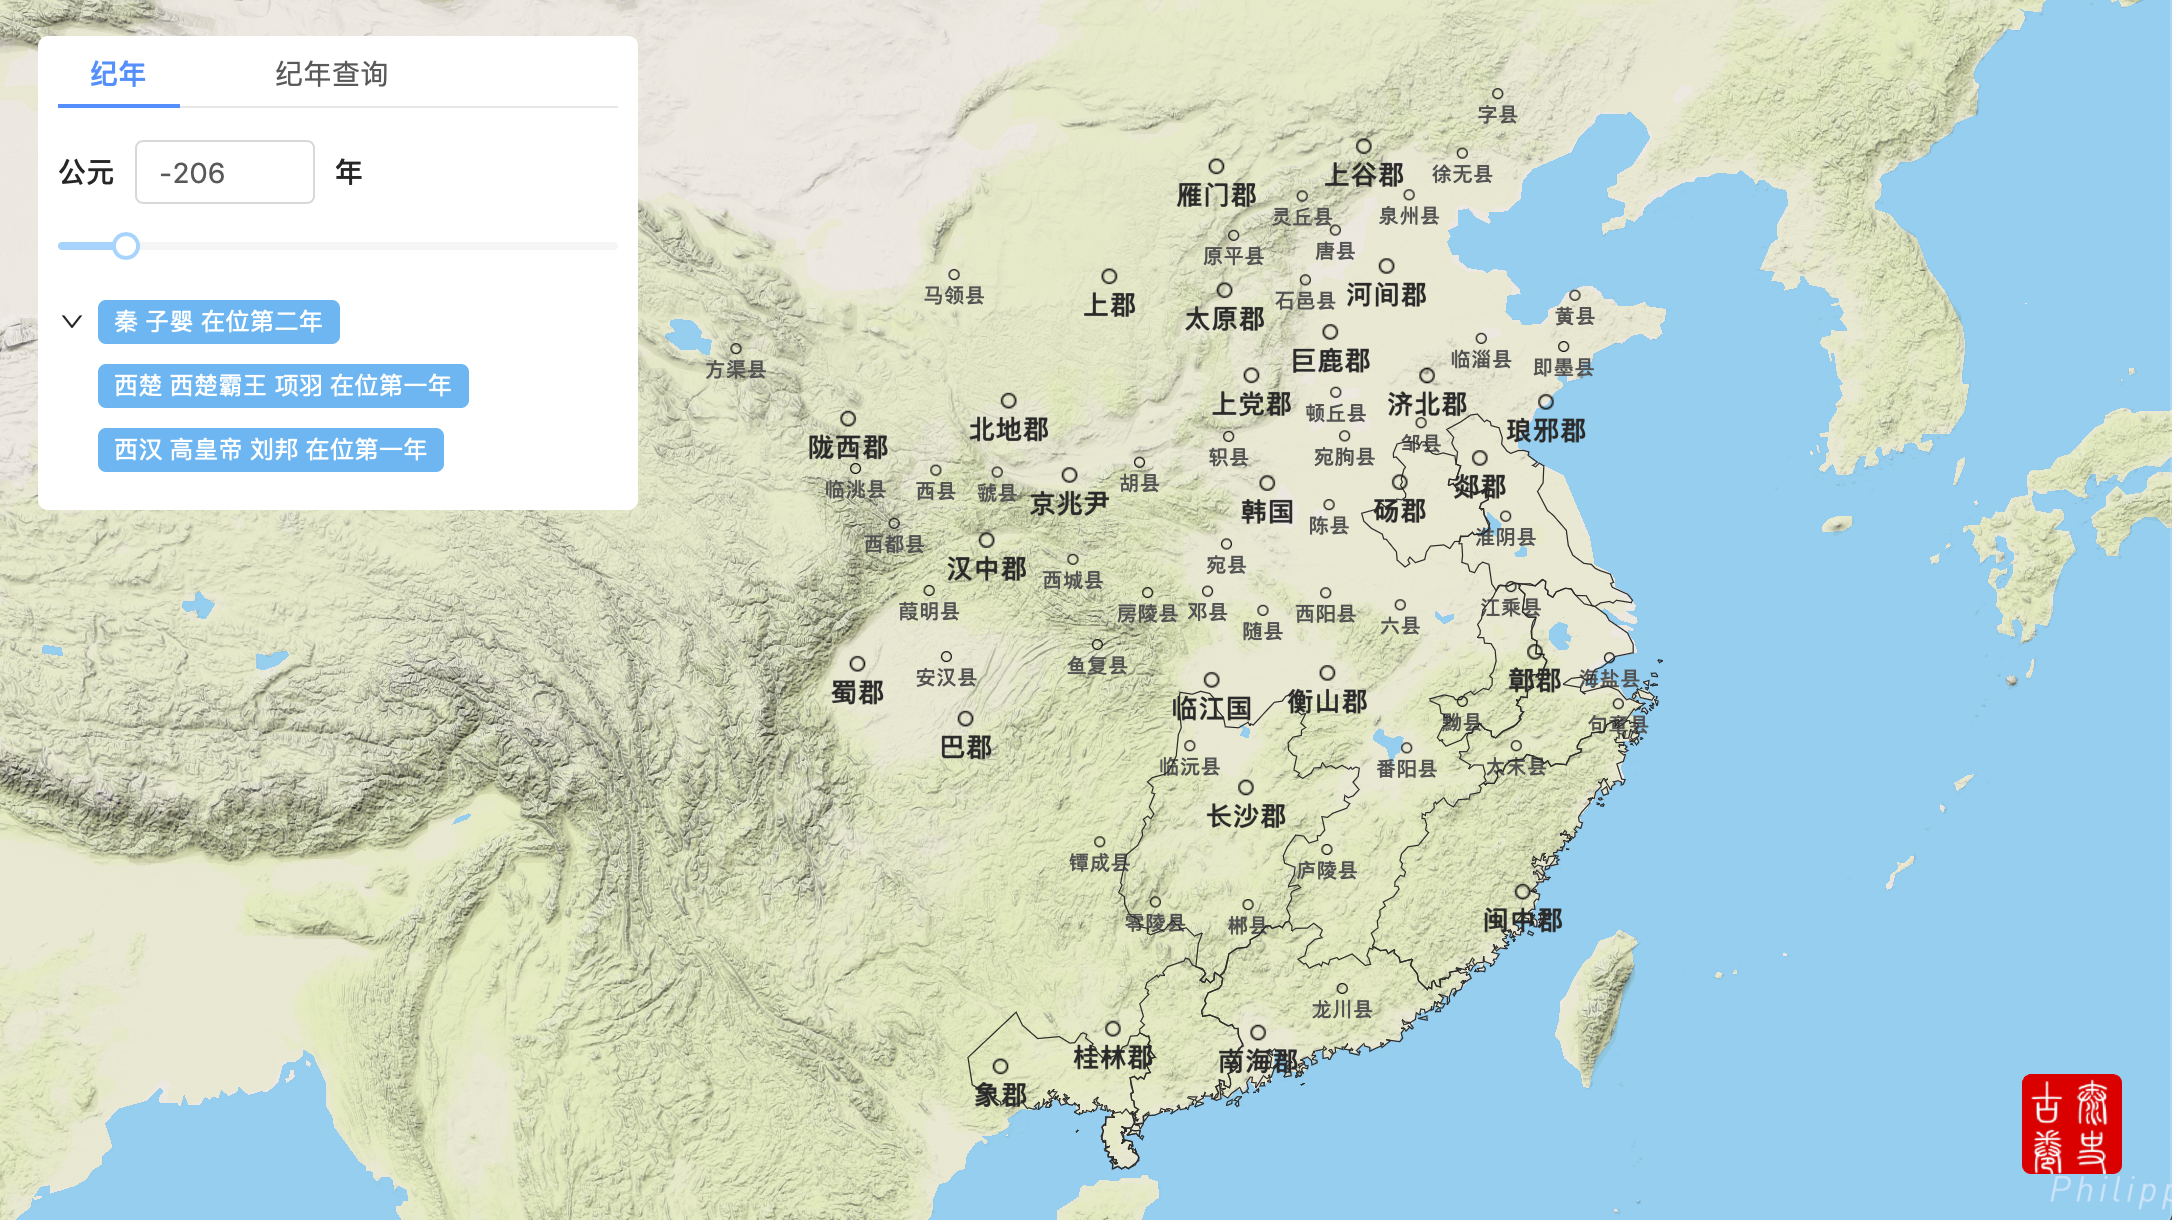 纪年 纪年查询
公元 -206 年
秦 子婴 在位第二年
西楚 西楚霸王 项羽 在位第一年
西汉 高皇帝 刘邦 在位第一年
字县
上谷郡
徐无县
雁门郡
灵丘县
泉州县
原平县
唐县
马领县
上郡
太原郡
石邑县
河间郡
黄县
方渠县
巨鹿郡
临淄县
即墨县
上党郡
顿丘县
济北郡
琅邪郡
陇西郡
北地郡
轵县
宛朐县
邹县
临洮县
西县
虢县
京兆尹
胡县
韩国
陈县
砀郡
郯郡
西都县
汉中郡
西城县
宛县
淮阴县
葭明县
房陵县
邓县
随县
西阳县
六县
江乘县
蜀郡
安汉县
鱼复县
临江国
衡山郡
鄣郡
海盐县
巴郡
黝县
句章县
临沅县
番阳县
大末县
长沙郡
镡成县
庐陵县
零陵县
郴县
闽中郡
龙川县
桂林郡
南海郡
象郡
Philipp